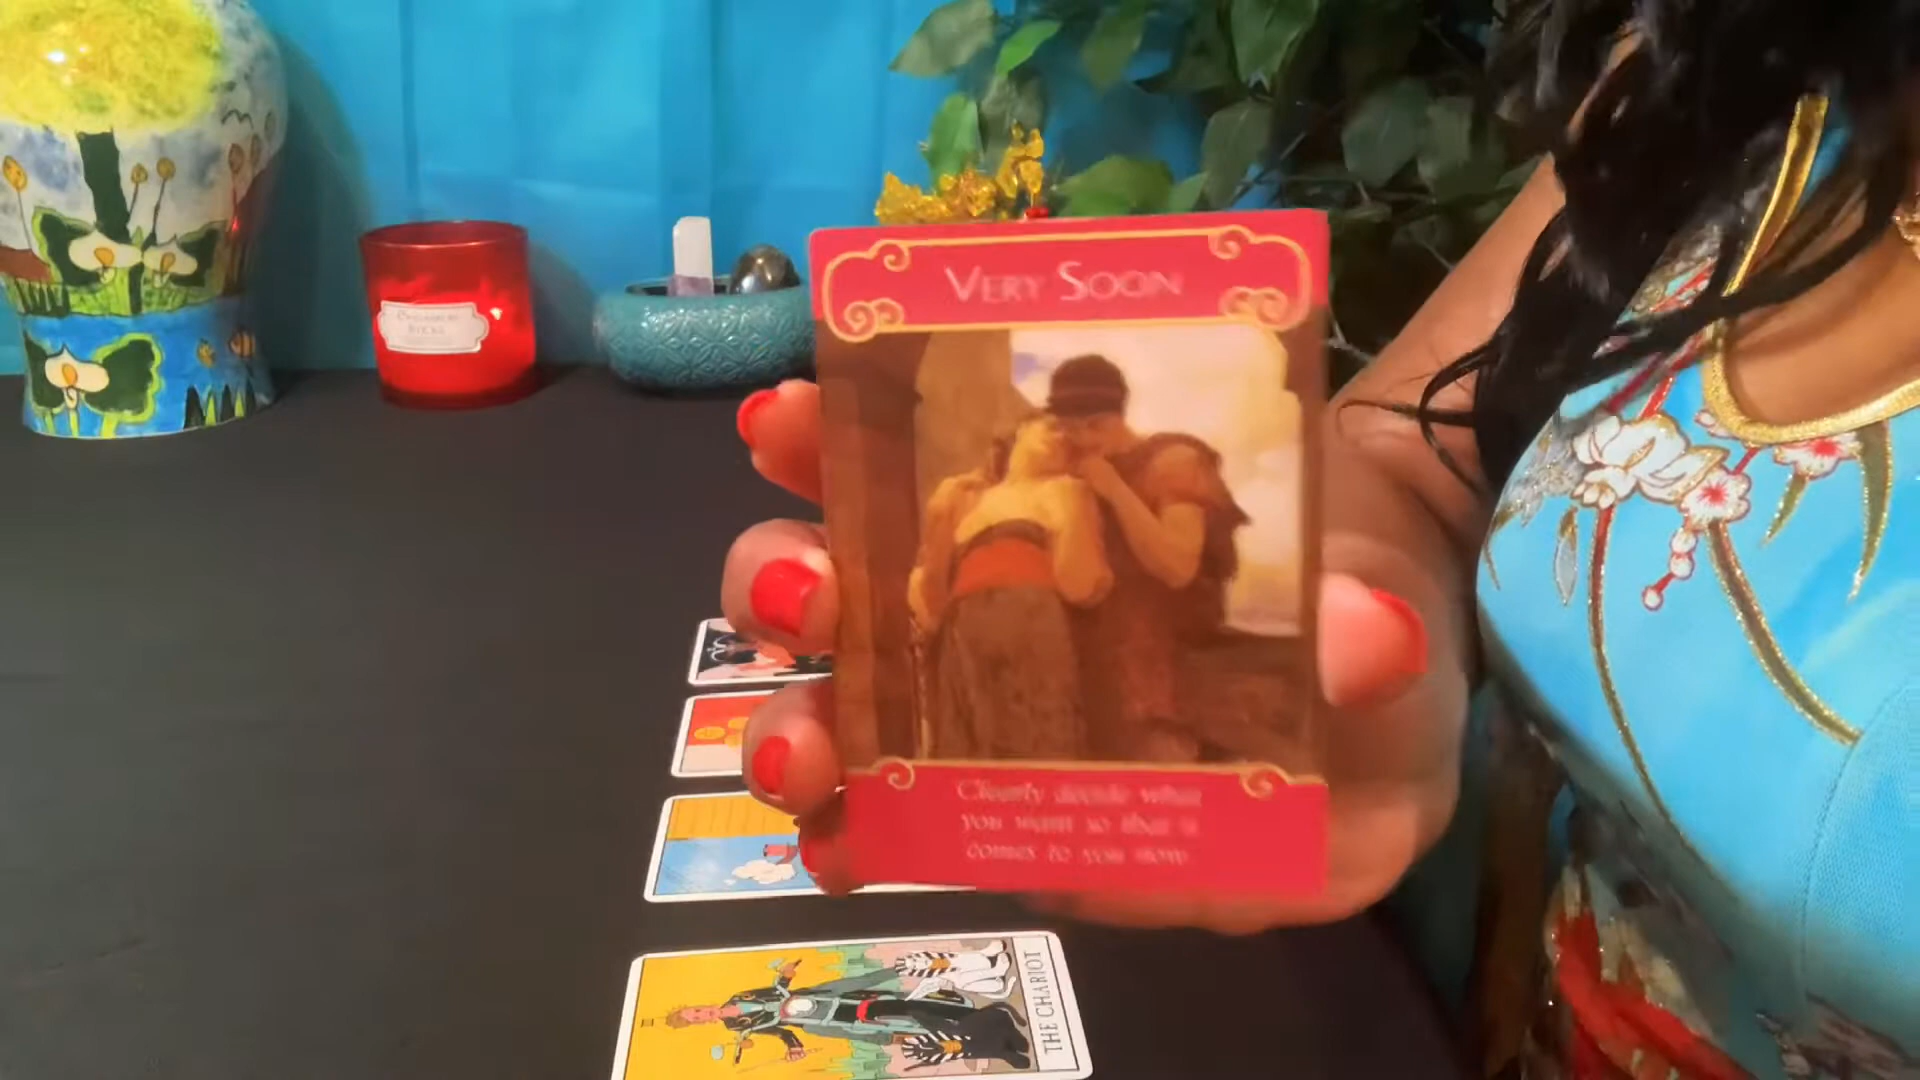 VERY SOON
Clearly decide what
you want so that it
comes to you now.
THE CHARIOT